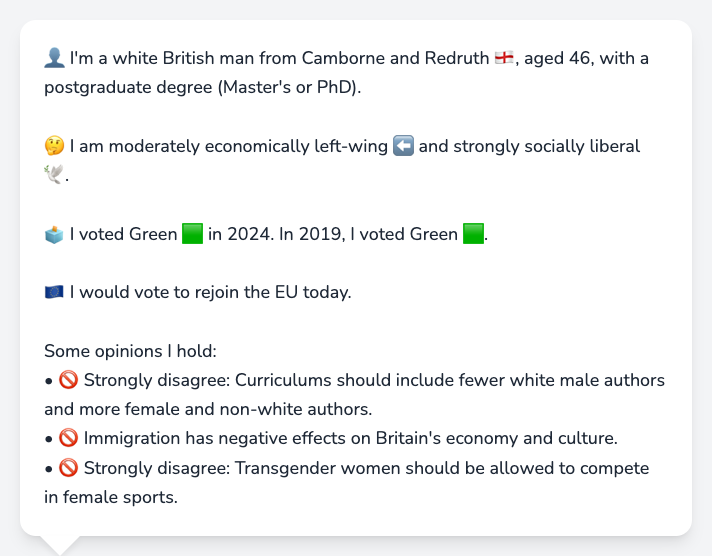 👤 I'm a white British man from Camborne and Redruth 🏴󠁧󠁢󠁥󠁮󠁧󠁿, aged 46, with a
postgraduate degree (Master's or PhD).
🤔 I am moderately economically left-wing ⬅️ and strongly socially liberal
🕊️.
🗳️ I voted Green 🟩 in 2024. In 2019, I voted Green 🟩.
🇪🇺 I would vote to rejoin the EU today.
Some opinions I hold:
• 🚫 Strongly disagree: Curriculums should include fewer white male authors
and more female and non-white authors.
• 🚫 Immigration has negative effects on Britain's economy and culture.
• 🚫 Strongly disagree: Transgender women should be allowed to compete
in female sports.